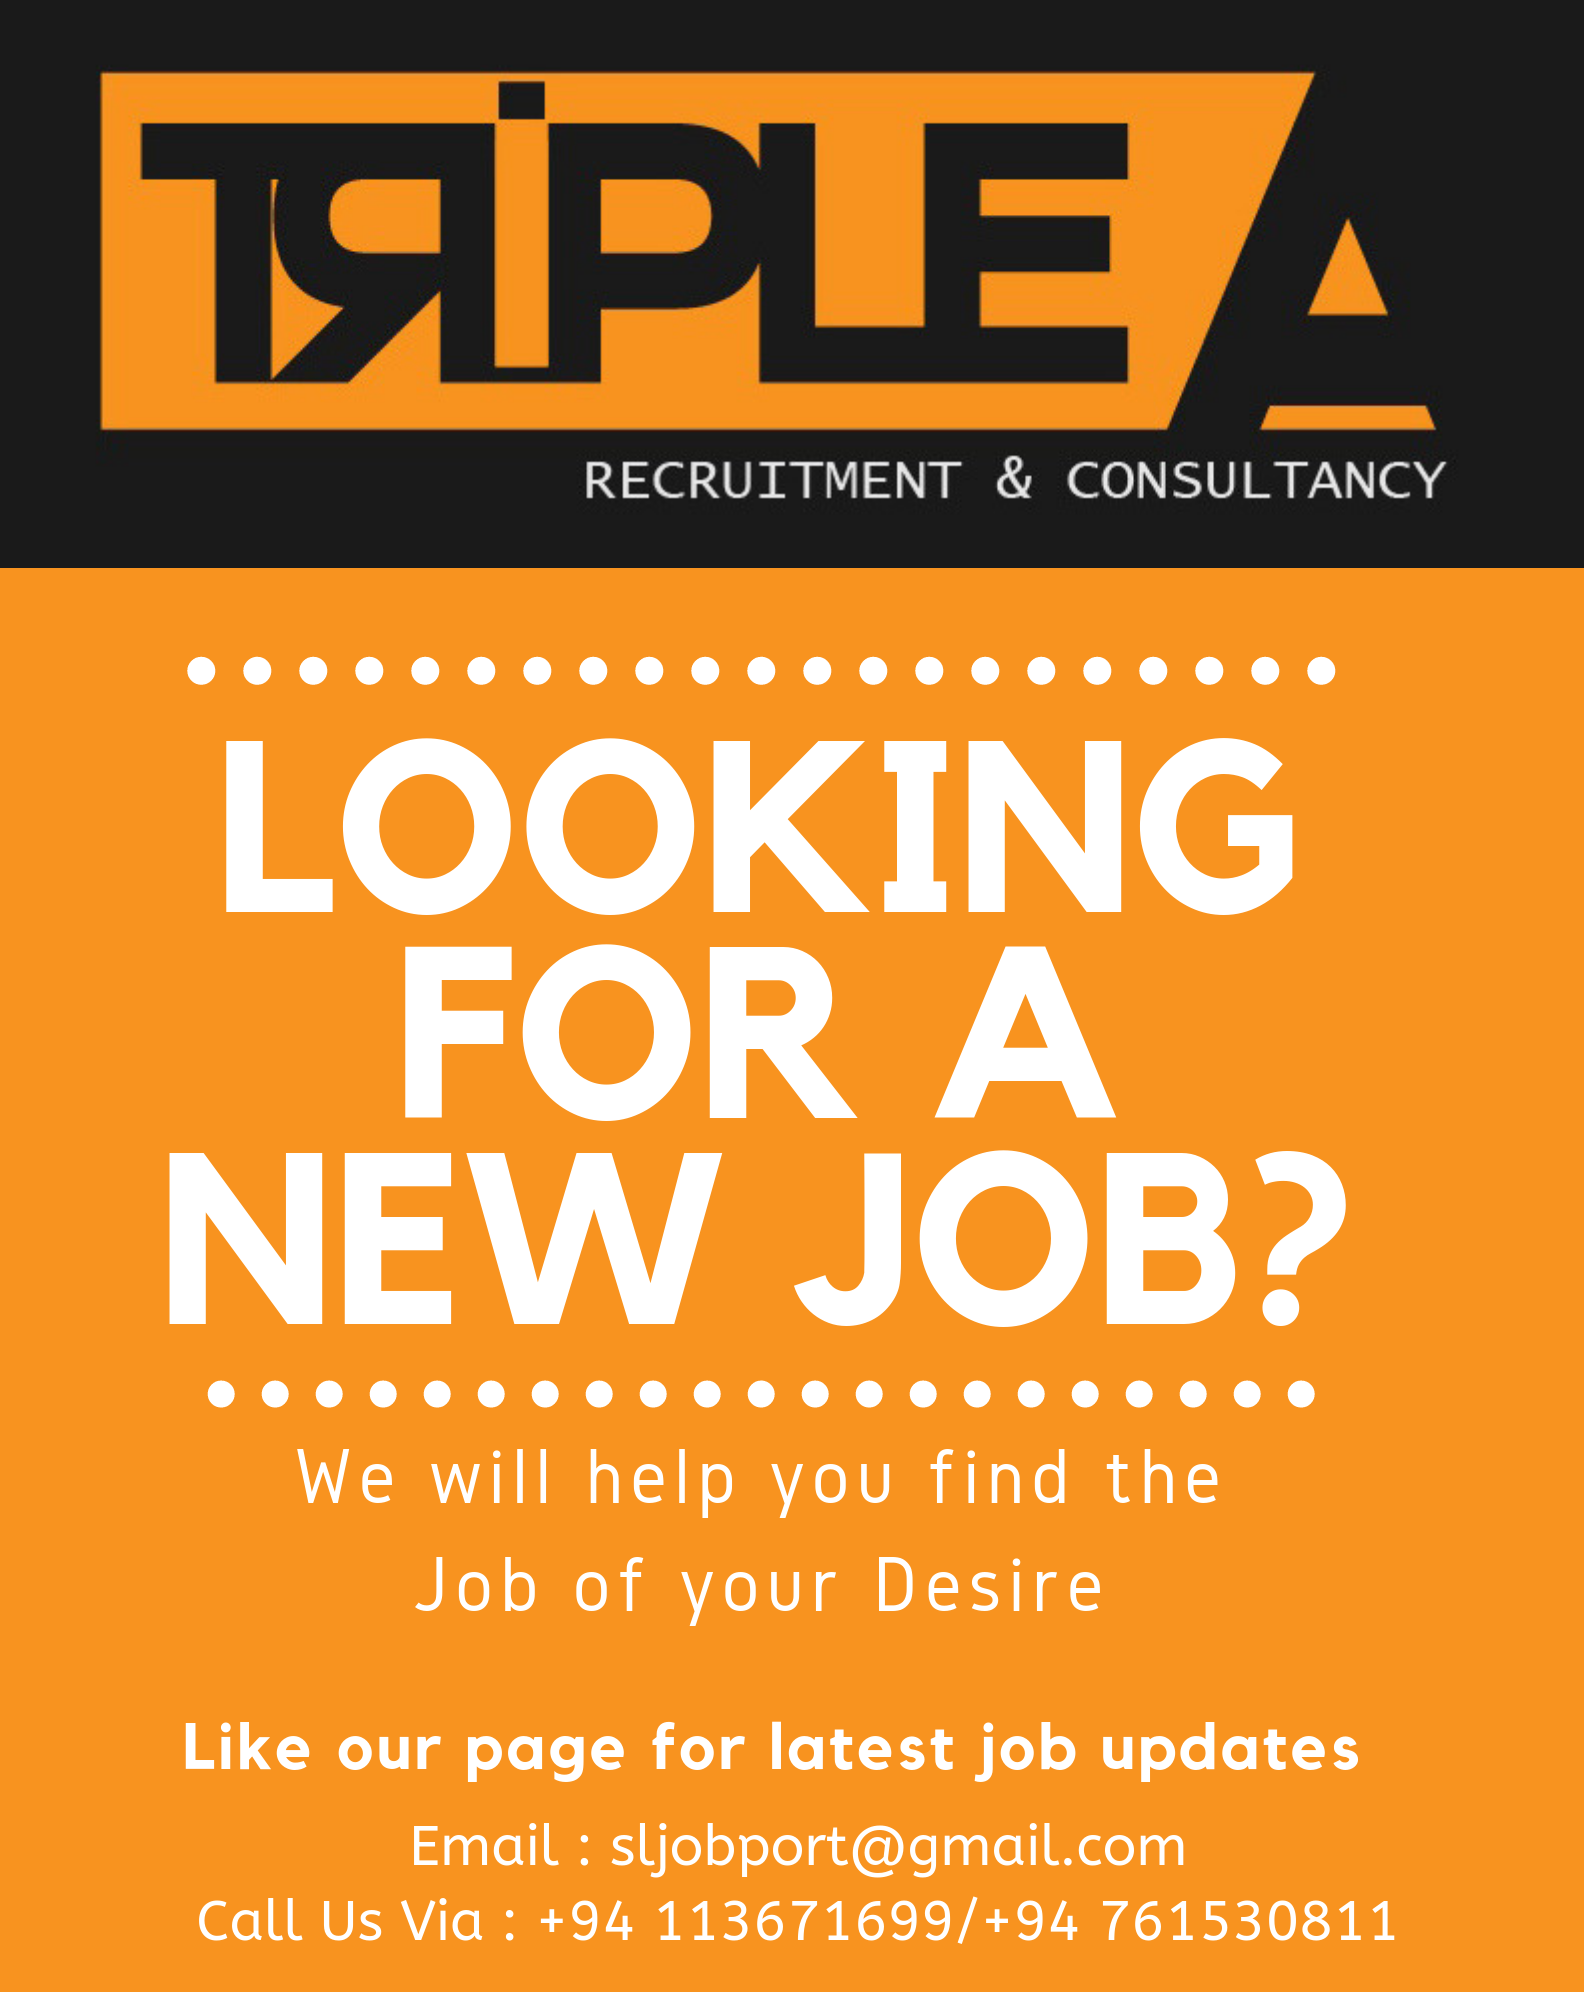 TRiPLE A
RECRUITMENT & CONSULTANCY
LOOKING
FOR A
NEW JOB?
We will help you find the
Job of your Desire
Like our page for latest job updates
Email : sljobport@gmail.com
Call Us Via : +94 113671699/+94 761530811